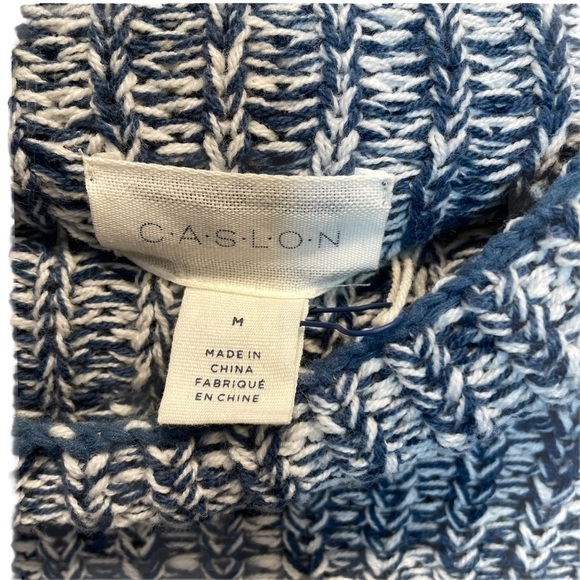 C·A·S·L·O·N
M
MADE IN
CHINA
FABRIQUÉ
EN CHINE